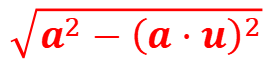 √(a² − (a · u)²)